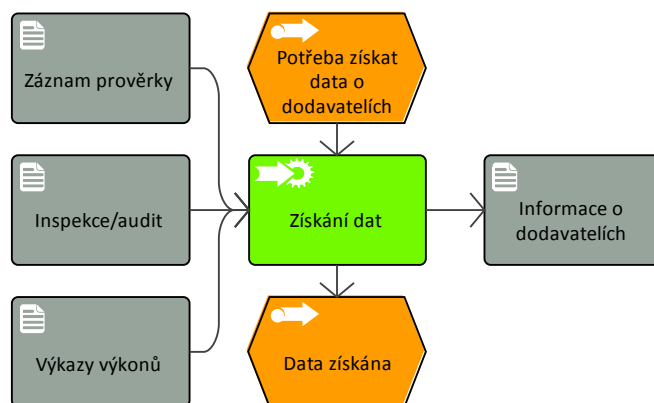 Záznam prověrky
Potřeba získat
data o
dodavatelích
Inspekce/audit
Získání dat
Informace o
dodavatelích
Výkazy výkonů
Data získána